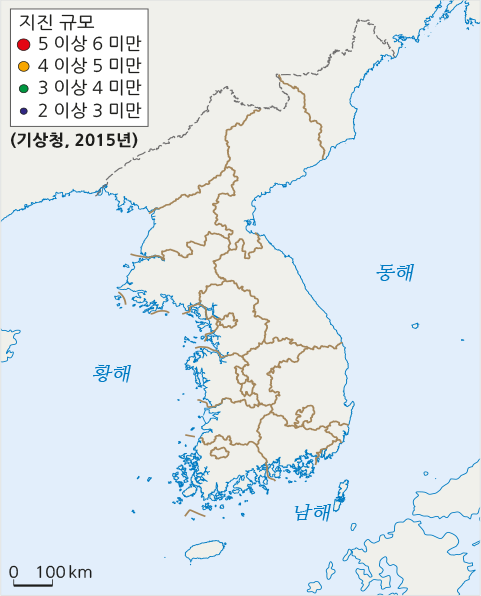 지진 규모
5 이상 6 미만
4 이상 5 미만
3 이상 4 미만
2 이상 3 미만
(기상청, 2015년)
동해
황해
남해
0 100 km